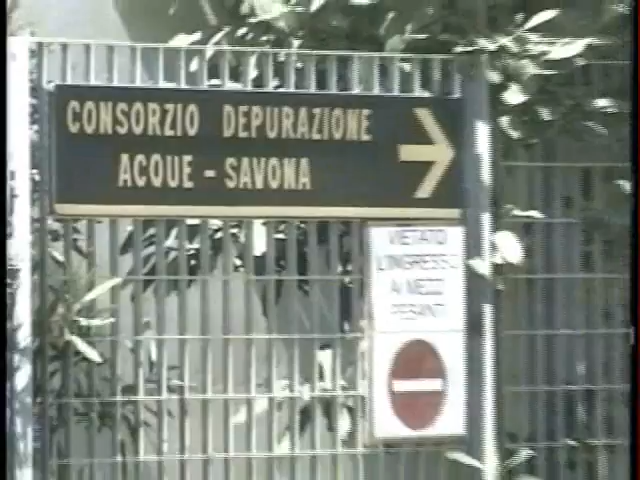 CONSORZIO DEPURAZIONE
ACQUE - SAVONA
VIETATO
L'INGRESSO
AI MEZZI
PESANTI